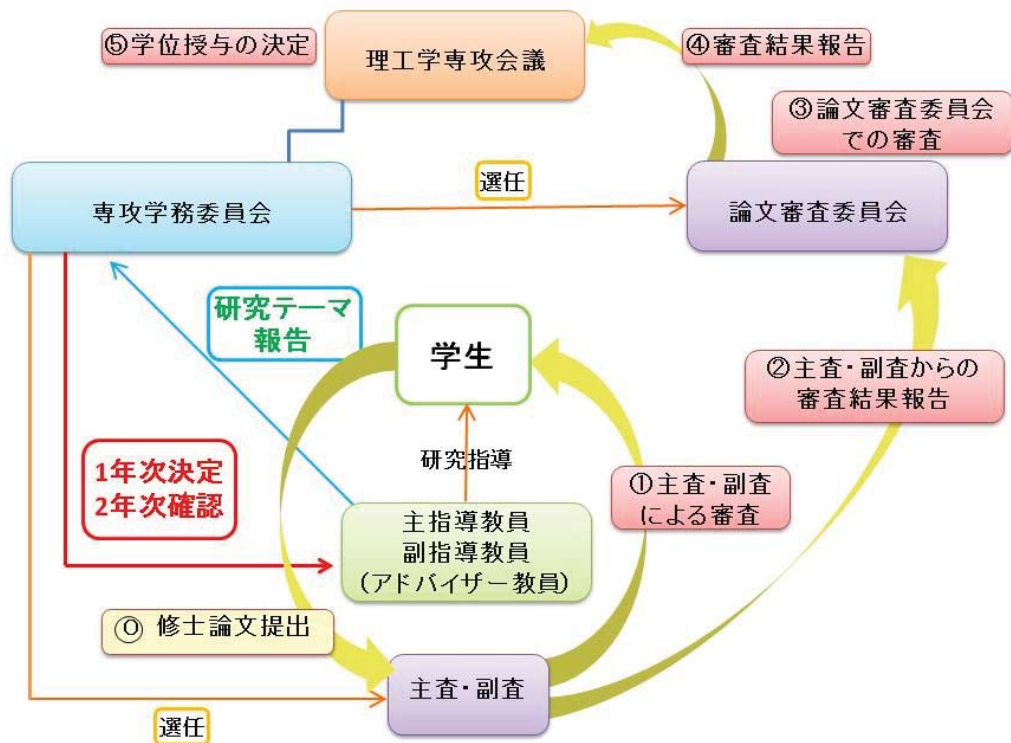 ⑤学位授与の決定
理工学専攻会議
④審査結果報告
③論文審査委員会
での審査
専攻学務委員会
選任
論文審査委員会
研究テーマ
報告
学生
②主査・副査からの
審査結果報告
1年次決定
2年次確認
研究指導
①主査・副査
による審査
主指導教員
副指導教員
(アドバイザー教員)
⓪ 修士論文提出
主査・副査
選任